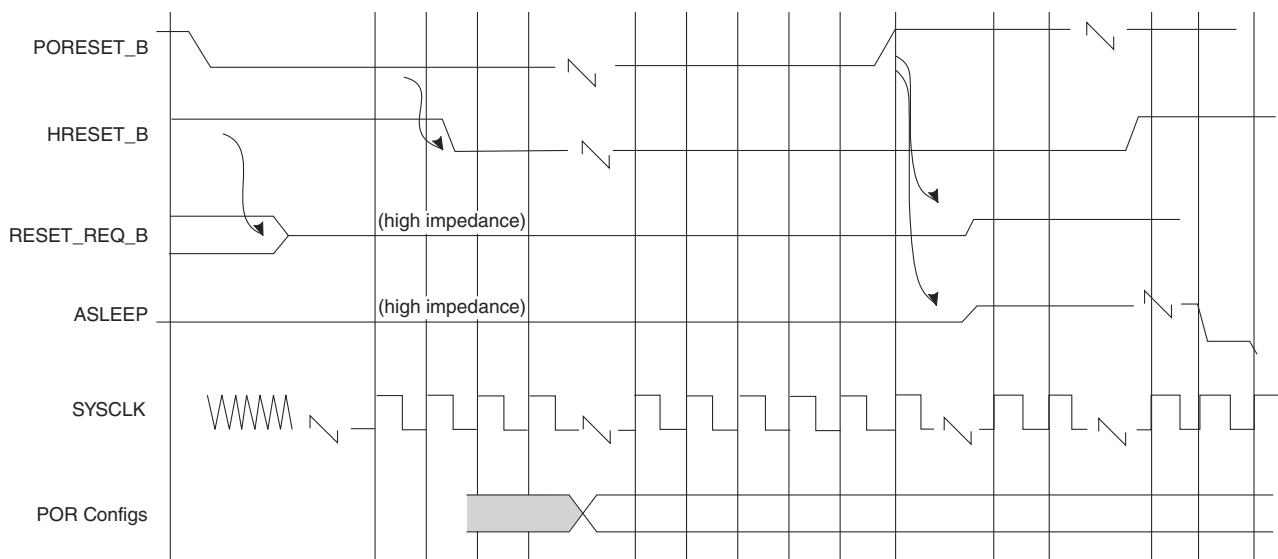 PORESET_B
HRESET_B
(high impedance)
RESET_REQ_B
(high impedance)
ASLEEP
SYSCLK
POR Configs